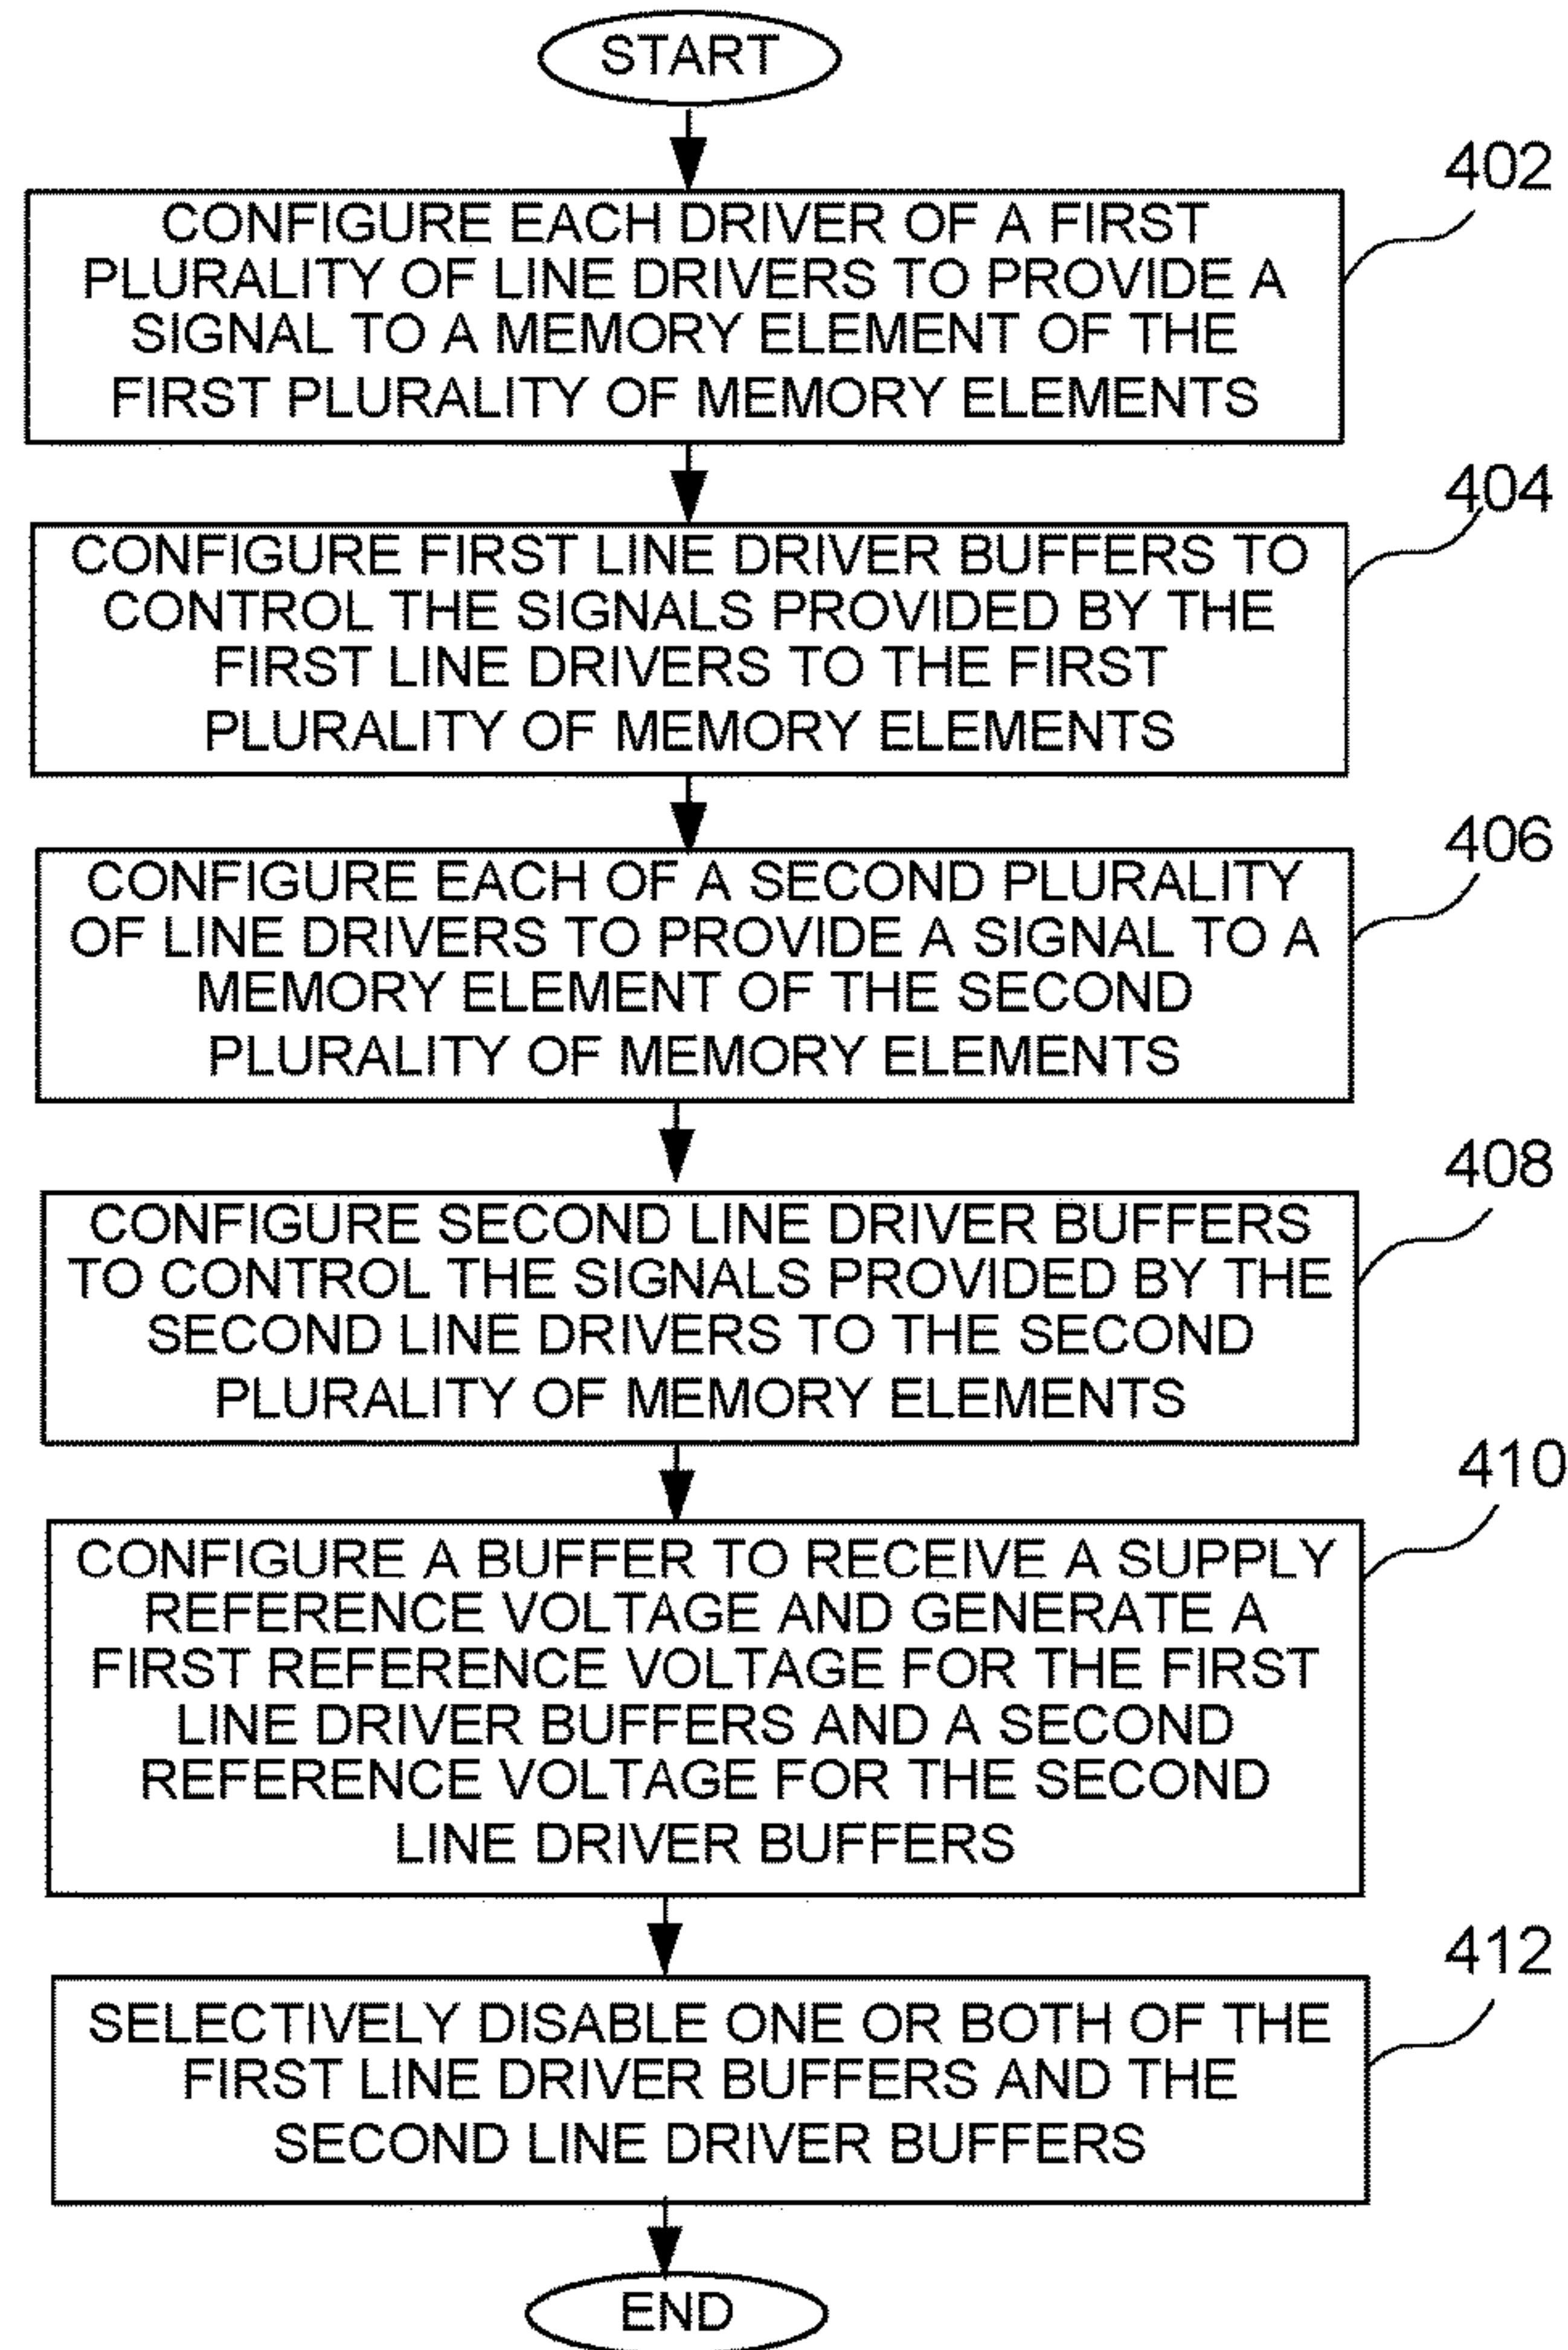 START
402
CONFIGURE EACH DRIVER OF A FIRST
PLURALITY OF LINE DRIVERS TO PROVIDE A
SIGNAL TO A MEMORY ELEMENT OF THE
FIRST PLURALITY OF MEMORY ELEMENTS
404
CONFIGURE FIRST LINE DRIVER BUFFERS TO
CONTROL THE SIGNALS PROVIDED BY THE
FIRST LINE DRIVERS TO THE FIRST
PLURALITY OF MEMORY ELEMENTS
406
CONFIGURE EACH OF A SECOND PLURALITY
OF LINE DRIVERS TO PROVIDE A SIGNAL TO A
MEMORY ELEMENT OF THE SECOND
PLURALITY OF MEMORY ELEMENTS
408
CONFIGURE SECOND LINE DRIVER BUFFERS
TO CONTROL THE SIGNALS PROVIDED BY THE
SECOND LINE DRIVERS TO THE SECOND
PLURALITY OF MEMORY ELEMENTS
410
CONFIGURE A BUFFER TO RECEIVE A SUPPLY
REFERENCE VOLTAGE AND GENERATE A
FIRST REFERENCE VOLTAGE FOR THE FIRST
LINE DRIVER BUFFERS AND A SECOND
REFERENCE VOLTAGE FOR THE SECOND
LINE DRIVER BUFFERS
412
SELECTIVELY DISABLE ONE OR BOTH OF THE
FIRST LINE DRIVER BUFFERS AND THE
SECOND LINE DRIVER BUFFERS
END